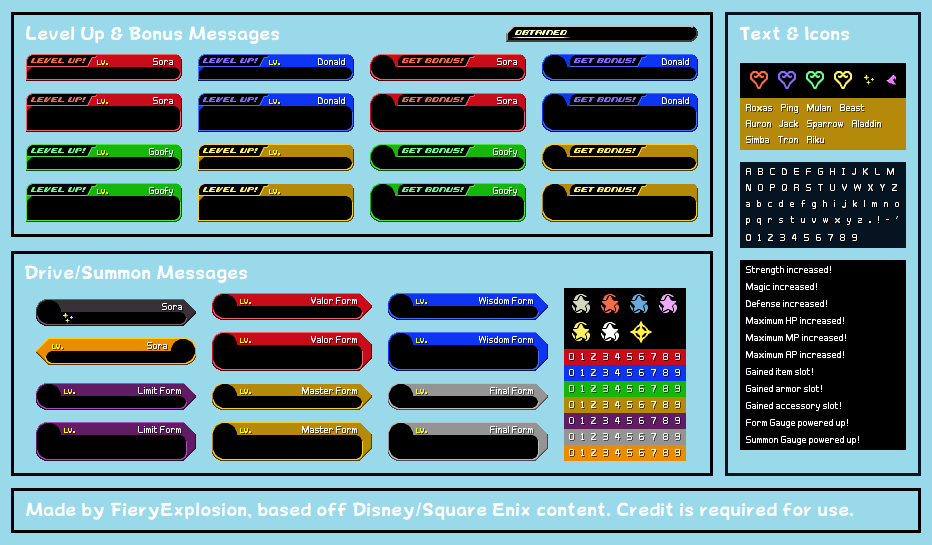 Level Up & Bonus Messages
OBTAINED
LEVEL UP! LV. Sora
LEVEL UP! LV. Donald
GET BONUS! Sora
GET BONUS! Donald
LEVEL UP! LV. Sora
LEVEL UP! LV. Donald
GET BONUS! Sora
GET BONUS! Donald
LEVEL UP! LV. Goofy
LEVEL UP! LV.
GET BONUS! Goofy
GET BONUS!
LEVEL UP! LV. Goofy
LEVEL UP! LV.
GET BONUS! Goofy
GET BONUS!
Drive/Summon Messages
Sora
LV. Valor Form
LV. Wisdom Form
LV. Sora
LV. Valor Form
LV. Wisdom Form
LV. Limit Form
LV. Master Form
LV. Final Form
LV. Limit Form
LV. Master Form
LV. Final Form
0 1 2 3 4 5 6 7 8 9
0 1 2 3 4 5 6 7 8 9
0 1 2 3 4 5 6 7 8 9
0 1 2 3 4 5 6 7 8 9
0 1 2 3 4 5 6 7 8 9
0 1 2 3 4 5 6 7 8 9
0 1 2 3 4 5 6 7 8 9
Text & Icons
Roxas Ping Mulan Beast
Auron Jack Sparrow Aladdin
Simba Tron Riku
A B C D E F G H I J K L M
N O P Q R S T U V W X Y Z
a b c d e f g h i j k l m n o
p q r s t u v w x y z . ! - '
0 1 2 3 4 5 6 7 8 9
Strength increased!
Magic increased!
Defense increased!
Maximum HP increased!
Maximum MP increased!
Maximum AP increased!
Gained item slot!
Gained armor slot!
Gained accessory slot!
Form Gauge powered up!
Summon Gauge powered up!
Made by FieryExplosion, based off Disney/Square Enix content. Credit is required for use.